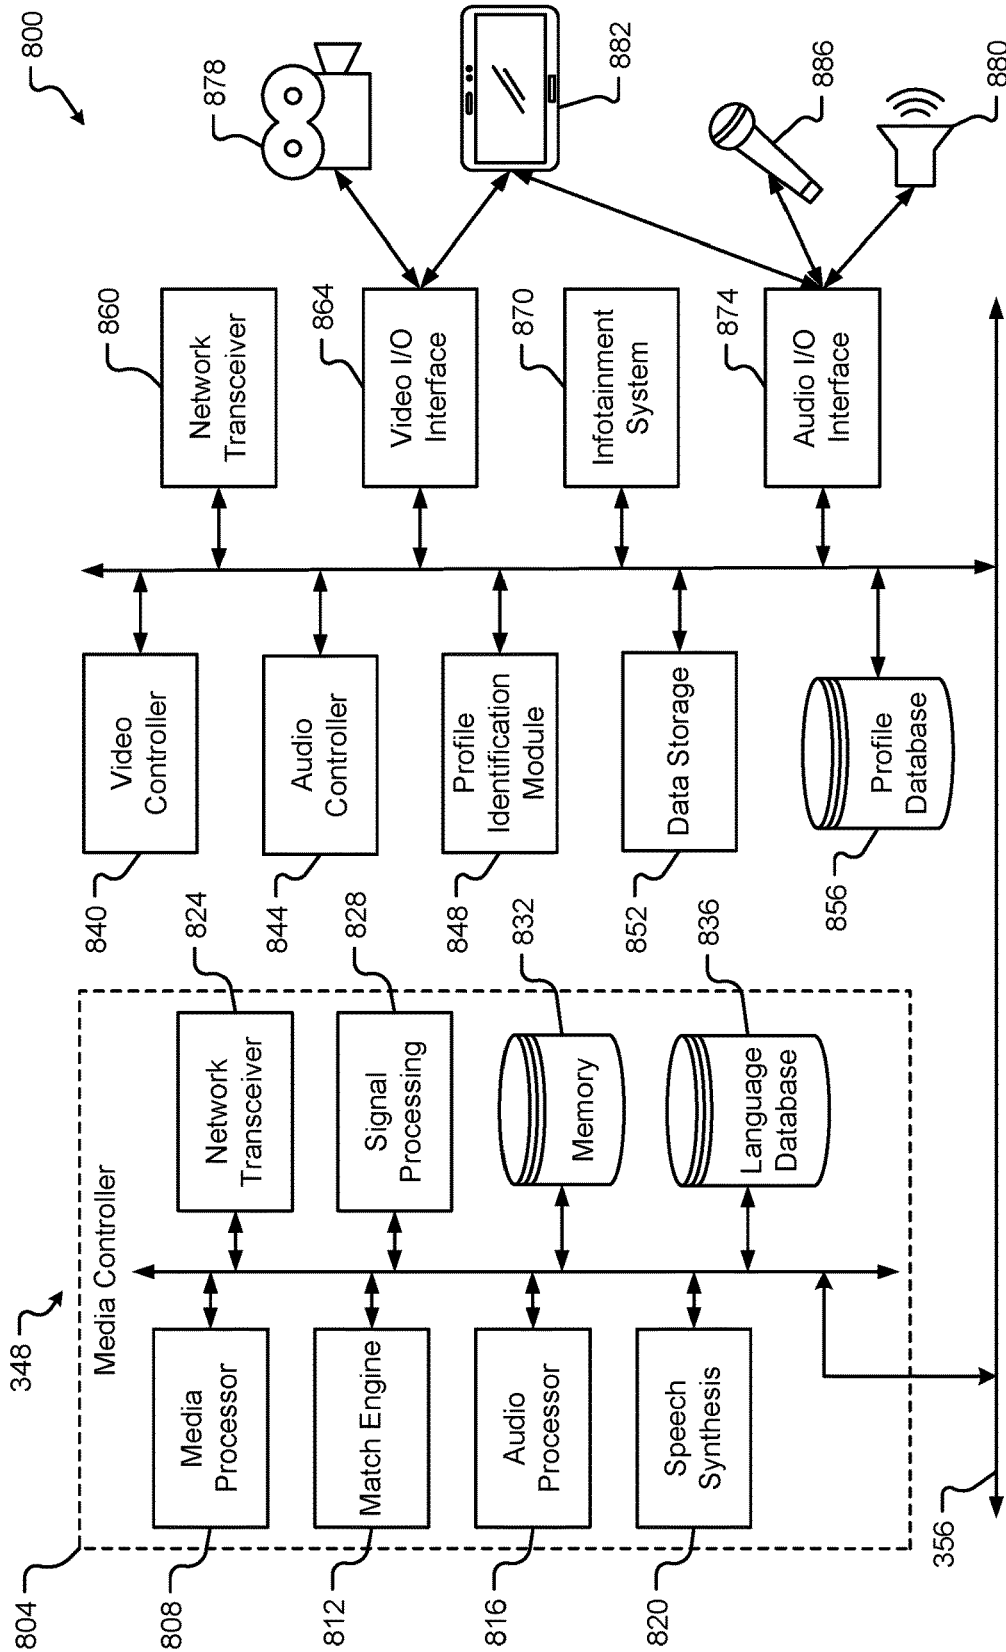 800
348
804
Media Controller
808
Media
Processor
812
Match Engine
816
Audio
Processor
820
Speech
Synthesis
824
Network
Transceiver
828
Signal
Processing
832
Memory
836
Language
Database
840
Video
Controller
844
Audio
Controller
848
Profile
Identification
Module
852
Data Storage
856
Profile
Database
860
Network
Transceiver
864
Video I/O
Interface
870
Infotainment
System
874
Audio I/O
Interface
878
882
886
880
356